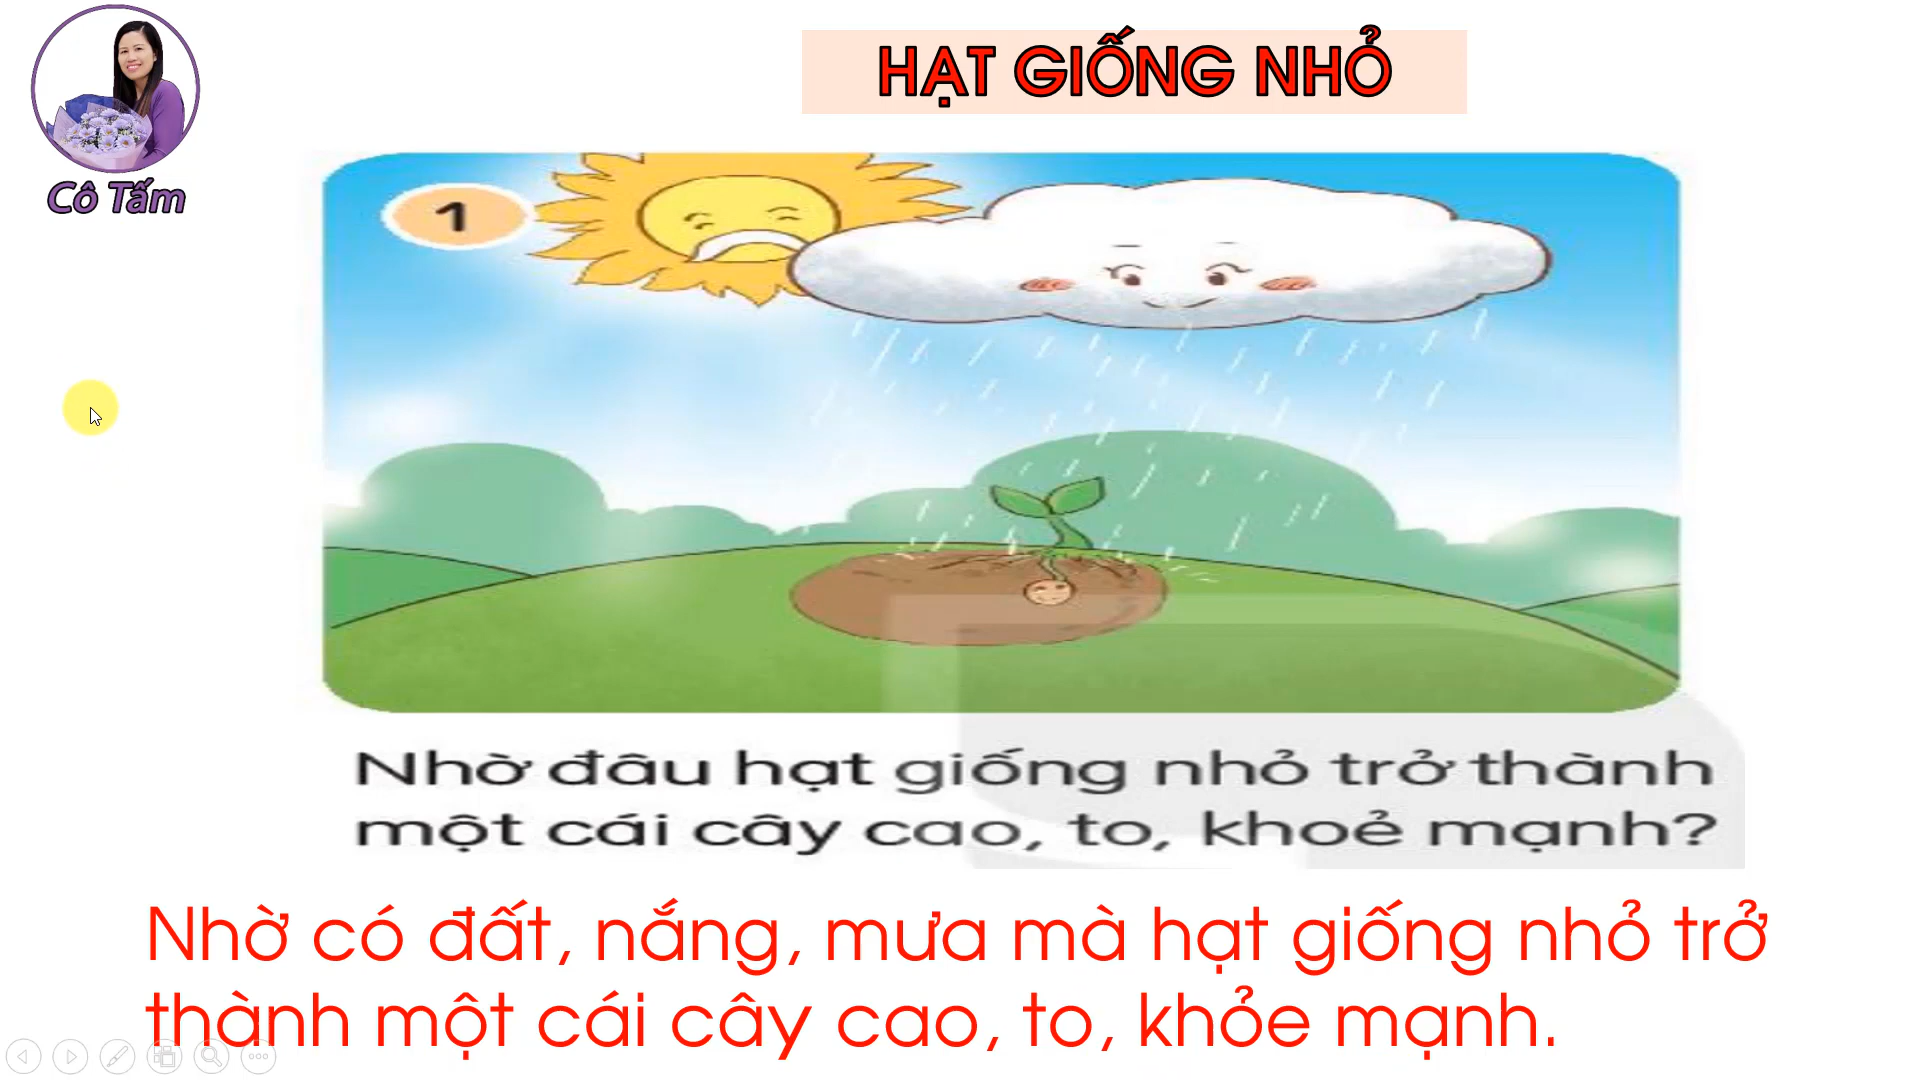 Cô Tấm
HẠT GIỐNG NHỎ
1
Nhờ đâu hạt giống nhỏ trở thành
một cái cây cao, to, khoẻ mạnh?
Nhờ có đất, nắng, mưa mà hạt giống nhỏ trở
thành một cái cây cao, to, khỏe mạnh.